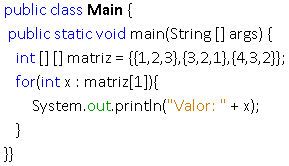 public class Main {
public static void main(String [] args) {
int [] [] matriz = {{1,2,3},{3,2,1},{4,3,2}};
for(int x : matriz[1]){
System.out.println("Valor: " + x);
}
}}